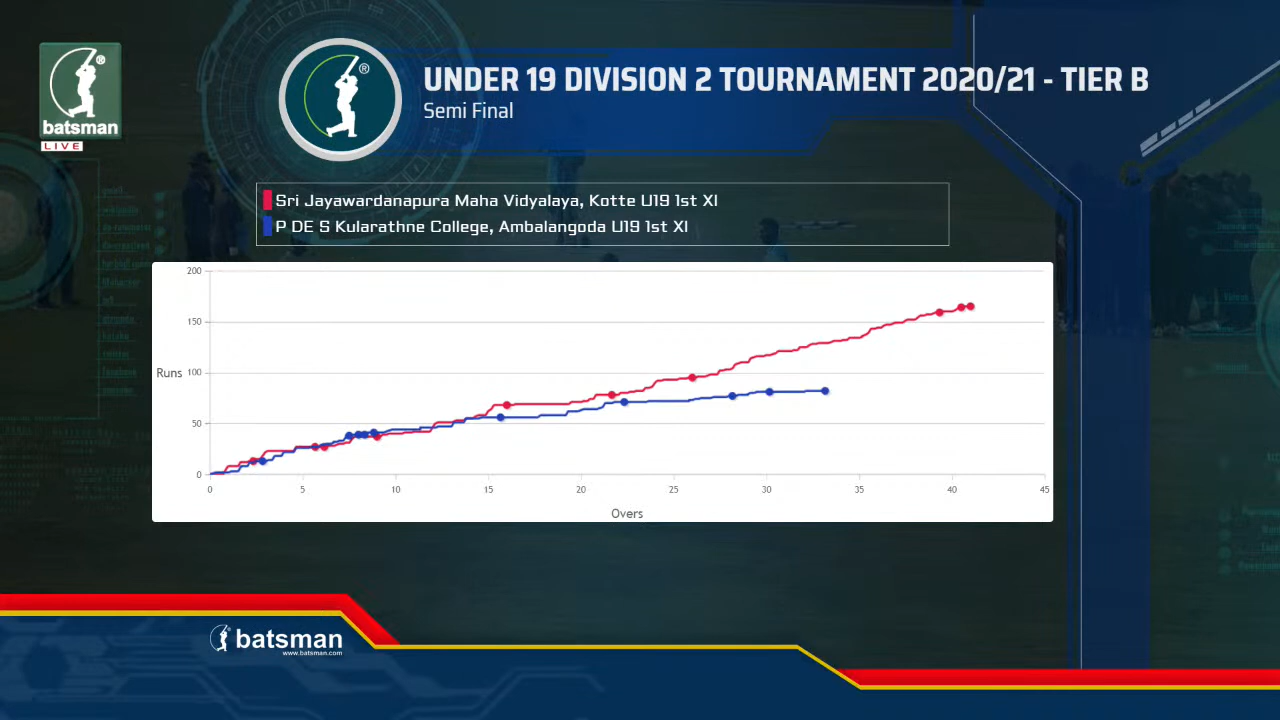 batsman
LIVE
UNDER 19 DIVISION 2 TOURNAMENT 2020/21 - TIER B
Semi Final
Sri Jayawardanapura Maha Vidyalaya, Kotte U19 1st XI
P DE S Kularathne College, Ambalangoda U19 1st XI
200
150
Runs 100
50
0
0 5 10 15 20 25 30 35 40 45
Overs
batsman
www.batsman.com